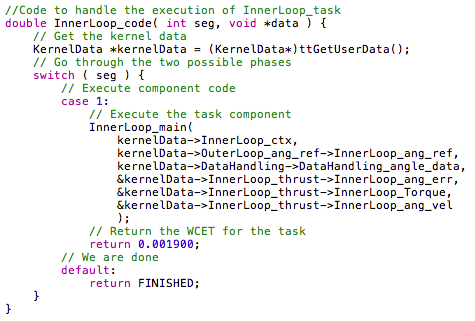 //Code to handle the execution of InnerLoop_task
double InnerLoop_code( int seg, void *data ) {
    // Get the kernel data
    KernelData *kernelData = (KernelData*)ttGetUserData();
    // Go through the two possible phases
    switch ( seg ) {
        // Execute component code
        case 1:
            // Execute the task component
            InnerLoop_main(
                kernelData->InnerLoop_ctx,
                kernelData->OuterLoop_ang_ref->InnerLoop_ang_ref,
                kernelData->DataHandling->DataHandling_angle_data,
                &kernelData->InnerLoop_thrust->InnerLoop_ang_err,
                &kernelData->InnerLoop_thrust->InnerLoop_Torque,
                &kernelData->InnerLoop_thrust->InnerLoop_ang_vel
                );
            // Return the WCET for the task
            return 0.001900;
        // We are done
        default:
            return FINISHED;
    }
}